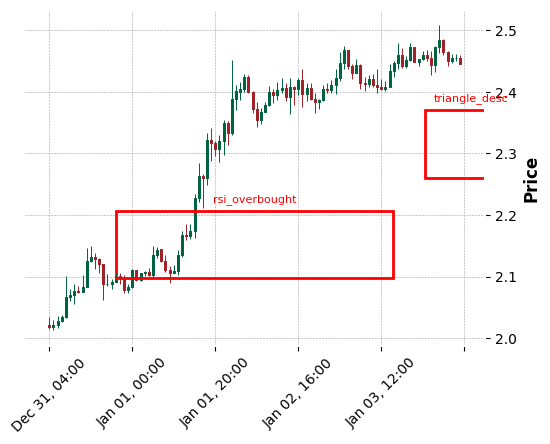 2.5
triangle_desc
2.4
2.3
rsi_overbought
2.2
2.1
2.0
Price
Dec 31, 04:00
Jan 01, 00:00
Jan 01, 20:00
Jan 02, 16:00
Jan 03, 12:00